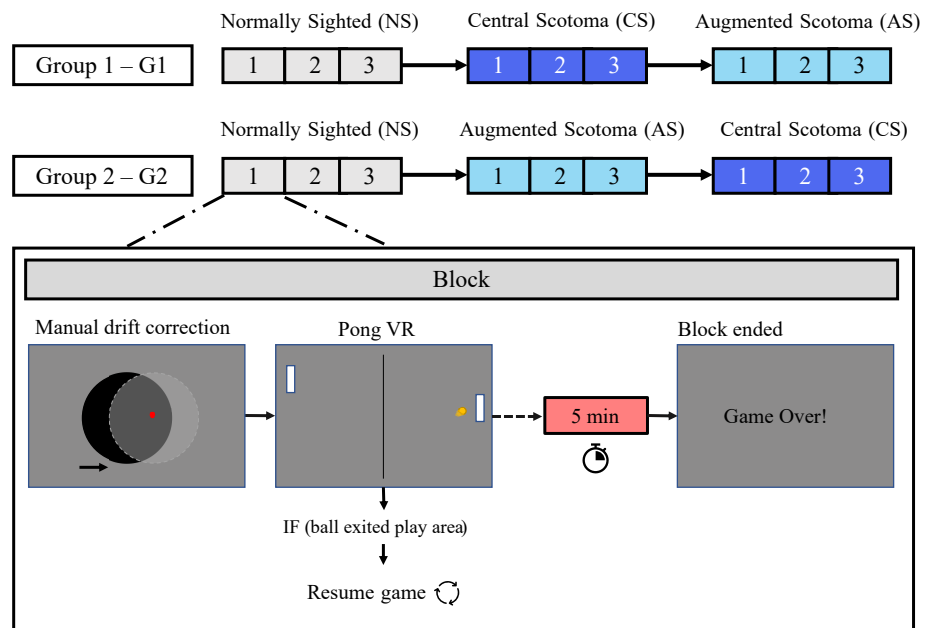 Normally Sighted (NS)
Central Scotoma (CS)
Augmented Scotoma (AS)
Group 1 – G1
1 2 3
1 2 3
1 2 3
Normally Sighted (NS)
Augmented Scotoma (AS)
Central Scotoma (CS)
Group 2 – G2
1 2 3
1 2 3
1 2 3
Block
Manual drift correction
Pong VR
Block ended
5 min
Game Over!
IF (ball exited play area)
Resume game